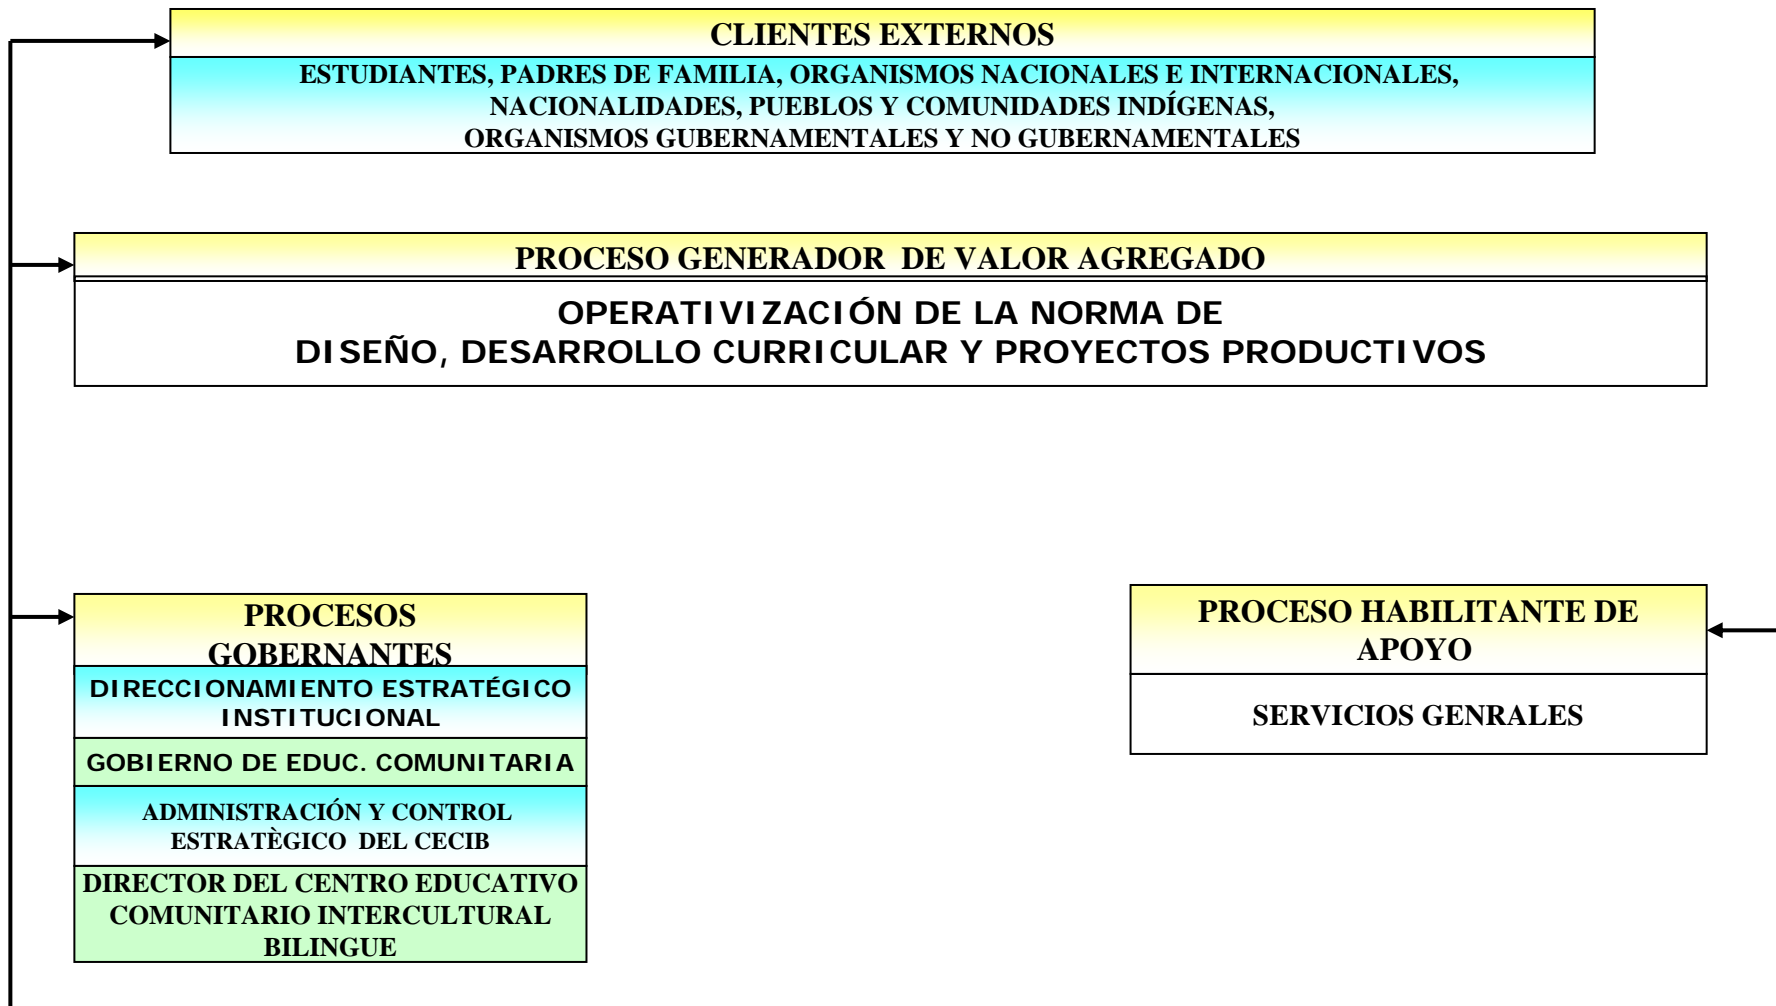 CLIENTES EXTERNOS
ESTUDIANTES, PADRES DE FAMILIA, ORGANISMOS NACIONALES E INTERNACIONALES,
NACIONALIDADES, PUEBLOS Y COMUNIDADES INDÍGENAS,
ORGANISMOS GUBERNAMENTALES Y NO GUBERNAMENTALES
PROCESO GENERADOR DE VALOR AGREGADO
OPERATIVIZACIÓN DE LA NORMA DE
DISEÑO, DESARROLLO CURRICULAR Y PROYECTOS PRODUCTIVOS
PROCESOS
GOBERNANTES
DIRECCIONAMIENTO ESTRATÉGICO
INSTITUCIONAL
GOBIERNO DE EDUC. COMUNITARIA
ADMINISTRACIÓN Y CONTROL
ESTRATÈGICO DEL CECIB
DIRECTOR DEL CENTRO EDUCATIVO
COMUNITARIO INTERCULTURAL
BILINGUE
PROCESO HABILITANTE DE
APOYO
SERVICIOS GENRALES